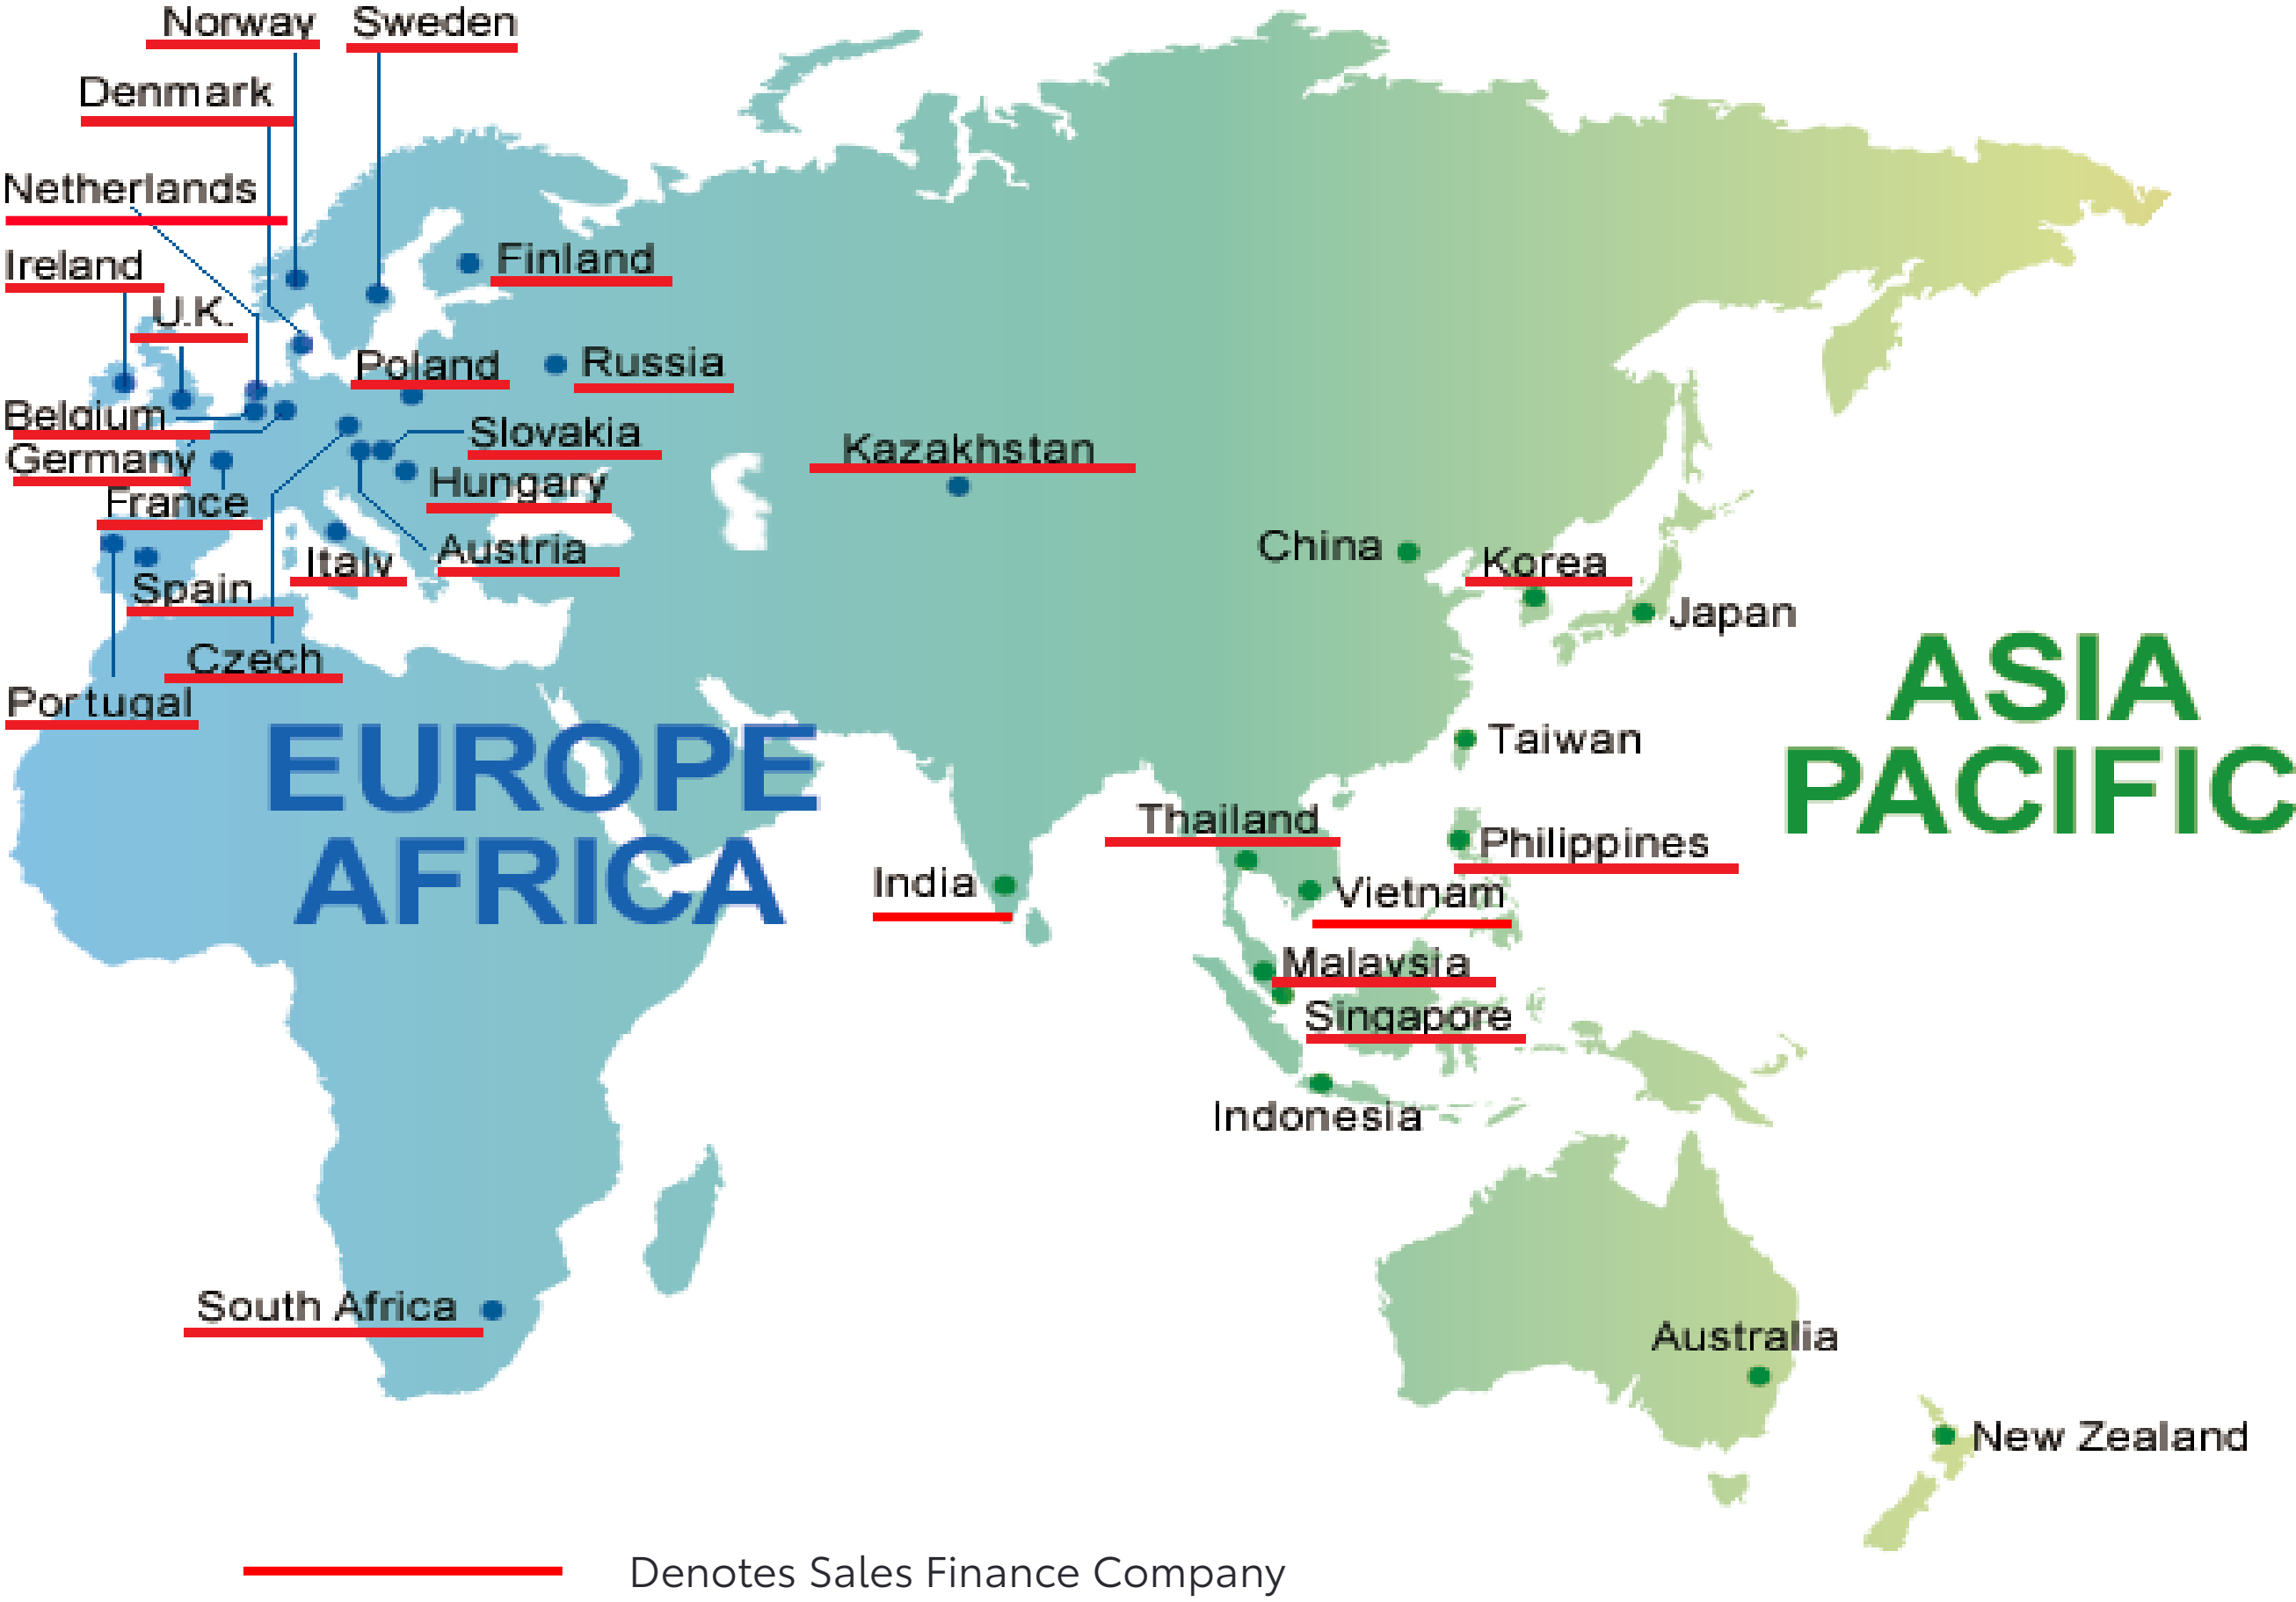 Norway
Sweden
Denmark
Netherlands
Ireland
Finland
U.K.
Poland
Russia
Belgium
Slovakia
Germany
Kazakhstan
Hungary
France
China
Austria
Italy
Korea
Spain
Japan
Czech
Portugal
EUROPE
AFRICA
ASIA
PACIFIC
Taiwan
Thailand
Philippines
India
Vietnam
Malaysia
Singapore
Indonesia
South Africa
Australia
New Zealand
Denotes Sales Finance Company